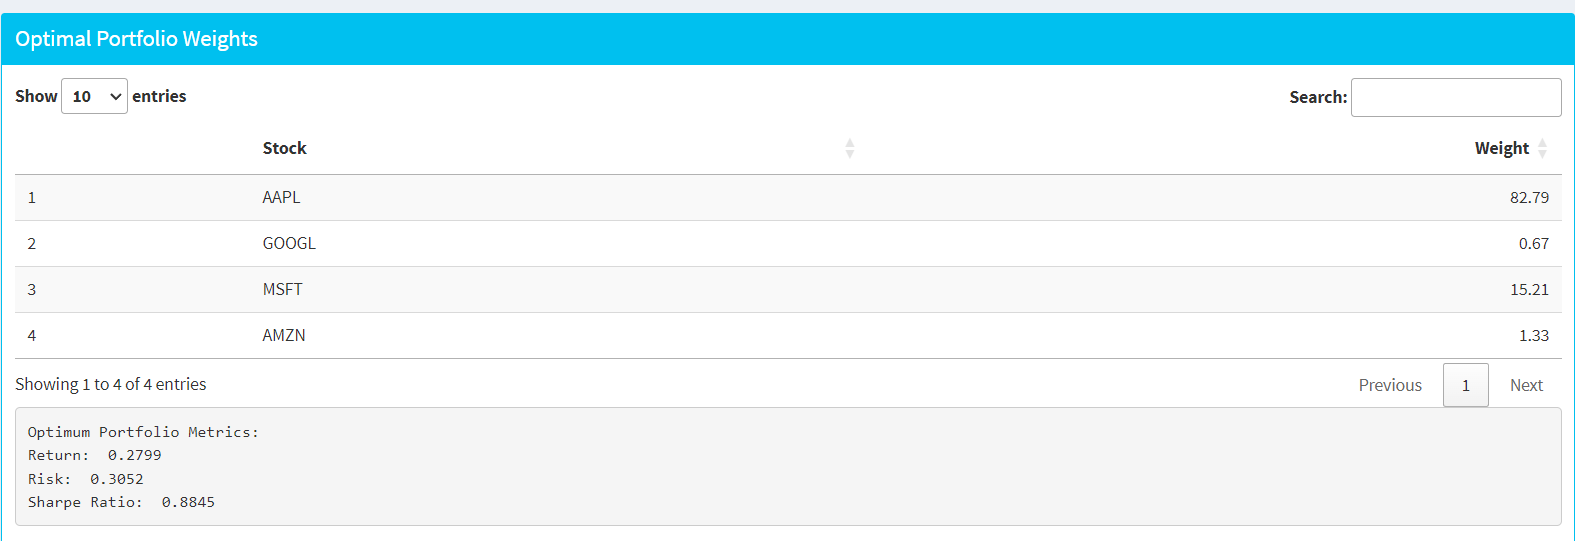 Optimal Portfolio Weights
Show 10 entries Search:
Stock Weight
1 AAPL 82.79
2 GOOGL 0.67
3 MSFT 15.21
4 AMZN 1.33
Showing 1 to 4 of 4 entries Previous 1 Next
Optimum Portfolio Metrics:
Return: 0.2799
Risk: 0.3052
Sharpe Ratio: 0.8845